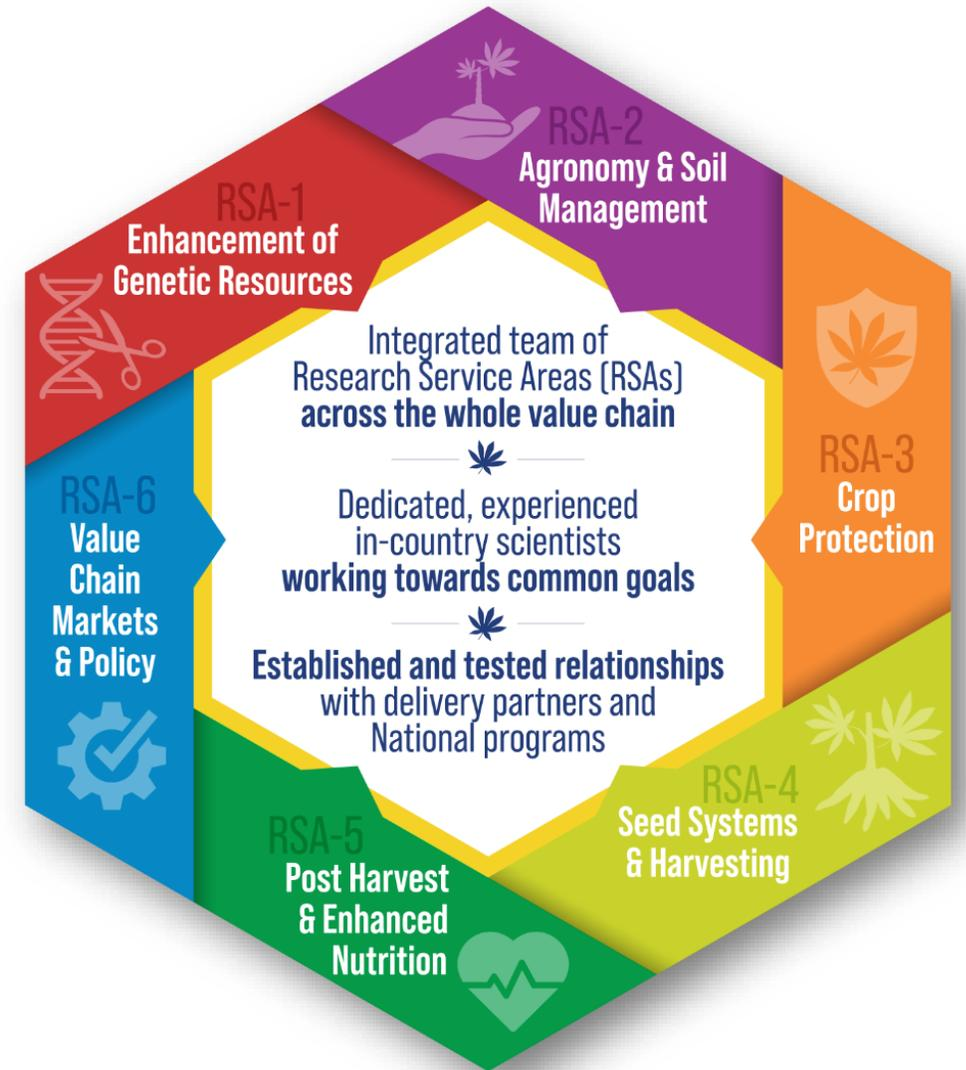 RSA-1
Enhancement of
Genetic Resources
RSA-2
Agronomy & Soil
Management
RSA-3
Crop
Protection
RSA-4
Seed Systems
& Harvesting
RSA-5
Post Harvest
& Enhanced
Nutrition
RSA-6
Value
Chain
Markets
& Policy
Integrated team of
Research Service Areas (RSAs)
across the whole value chain
Dedicated, experienced
in-country scientists
working towards common goals
Established and tested relationships
with delivery partners and
National programs